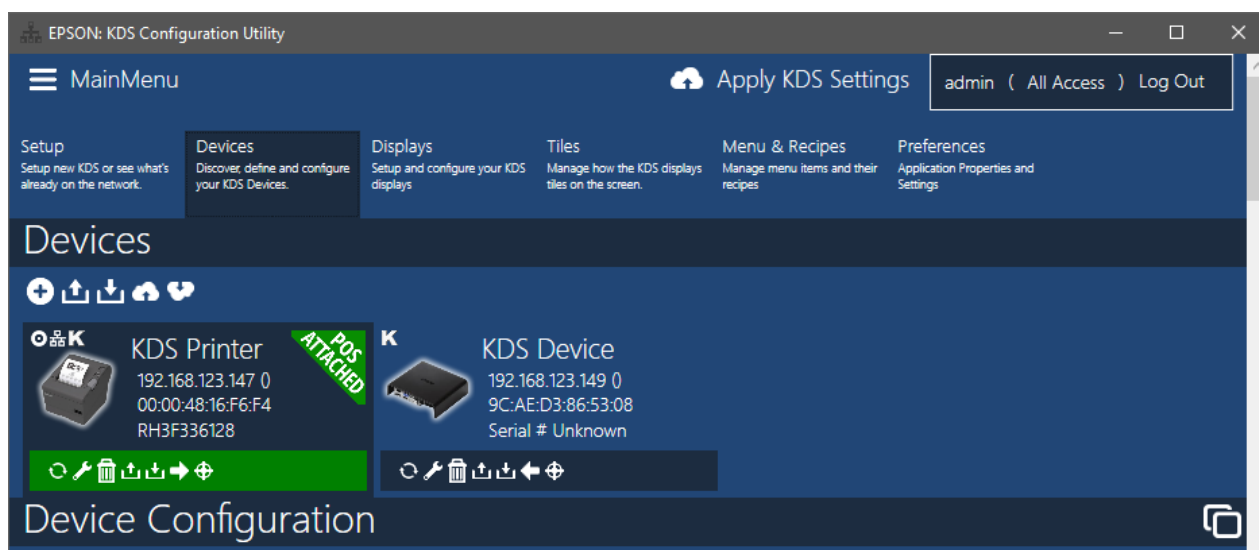 EPSON: KDS Configuration Utility
MainMenu
Apply KDS Settings
admin ( All Access ) Log Out
Setup
Setup new KDS or see what's
already on the network.
Devices
Discover, define and configure
your KDS Devices.
Displays
Setup and configure your KDS
displays
Tiles
Manage how the KDS displays
tiles on the screen.
Menu & Recipes
Manage menu items and their
recipes
Preferences
Application Properties and
Settings
Devices
K
KDS Printer
192.168.123.147 ()
00:00:48:16:F6:F4
RH3F336128
POS
ATTACHED
K
KDS Device
192.168.123.149 ()
9C:AE:D3:86:53:08
Serial # Unknown
Device Configuration